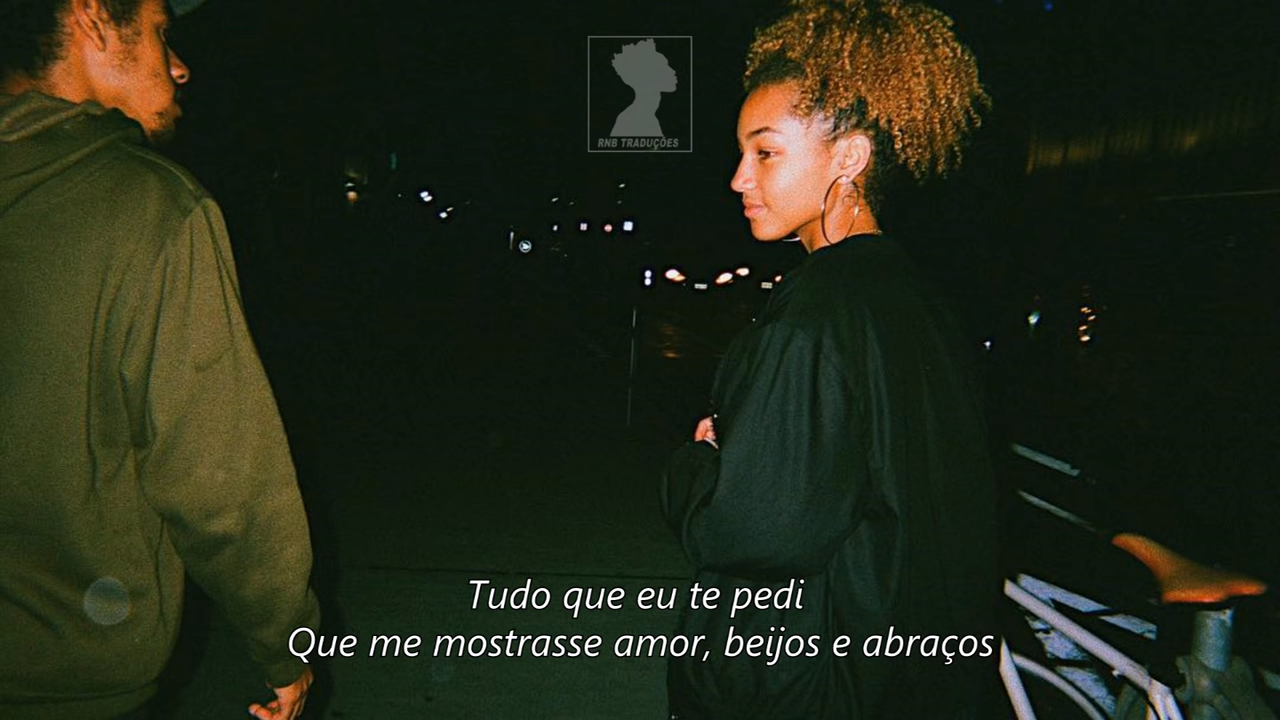 RNB TRADUÇÕES
Tudo que eu te pedi
Que me mostrasse amor, beijos e abraços